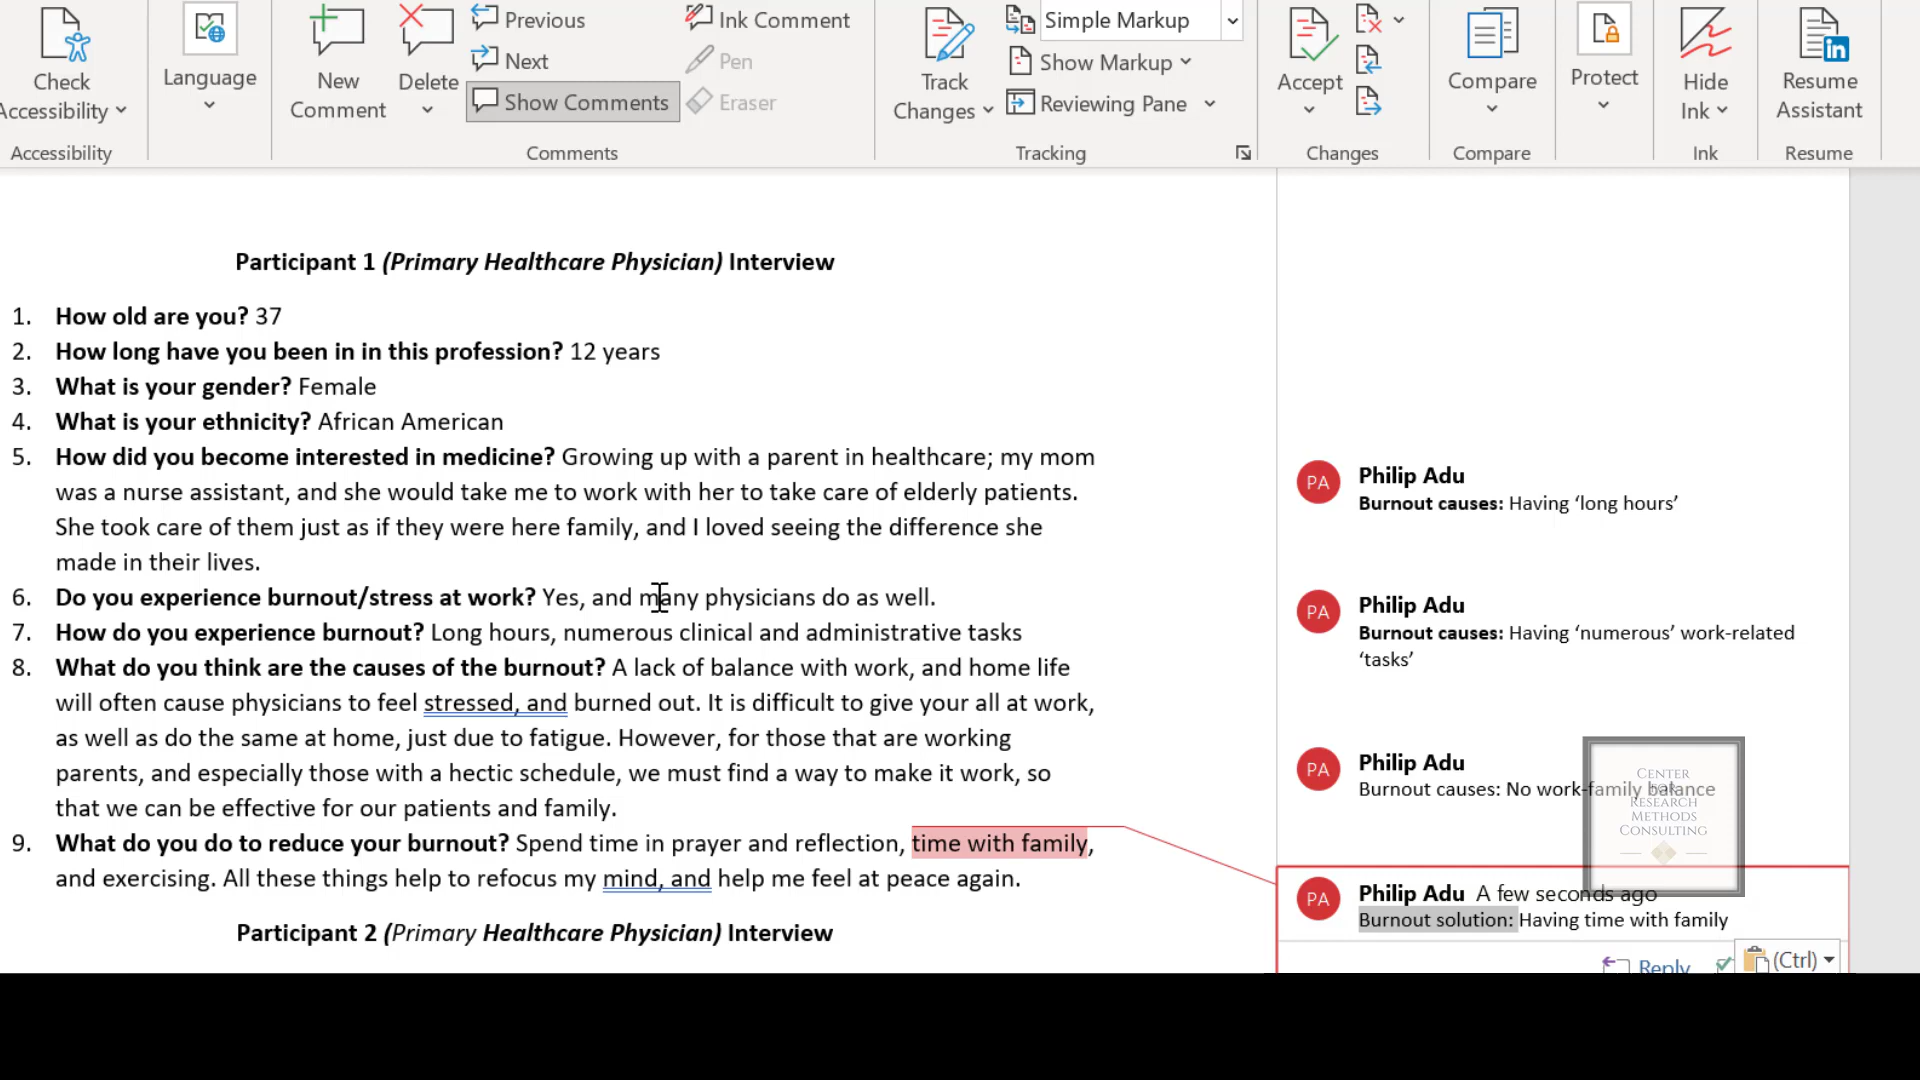 Check
Accessibility
Language
New
Comment
Delete
Previous
Next
Show Comments
Ink Comment
Pen
Eraser
Track
Changes
Simple Markup
Show Markup
Reviewing Pane
Accept
Compare
Protect
Hide
Ink
Resume
Assistant
Accessibility
Comments
Tracking
Changes
Compare
Ink
Resume
Participant 1 (Primary Healthcare Physician) Interview
1. How old are you? 37
2. How long have you been in in this profession? 12 years
3. What is your gender? Female
4. What is your ethnicity? African American
5. How did you become interested in medicine? Growing up with a parent in healthcare; my mom
was a nurse assistant, and she would take me to work with her to take care of elderly patients.
She took care of them just as if they were here family, and I loved seeing the difference she
made in their lives.
6. Do you experience burnout/stress at work? Yes, and many physicians do as well.
7. How do you experience burnout? Long hours, numerous clinical and administrative tasks
8. What do you think are the causes of the burnout? A lack of balance with work, and home life
will often cause physicians to feel stressed, and burned out. It is difficult to give your all at work,
as well as do the same at home, just due to fatigue. However, for those that are working
parents, and especially those with a hectic schedule, we must find a way to make it work, so
that we can be effective for our patients and family.
9. What do you do to reduce your burnout? Spend time in prayer and reflection, time with family,
and exercising. All these things help to refocus my mind, and help me feel at peace again.
Participant 2 (Primary Healthcare Physician) Interview
PA
Philip Adu
Burnout causes: Having ‘long hours’
PA
Philip Adu
Burnout causes: Having ‘numerous’ work-related
‘tasks’
PA
Philip Adu
Burnout causes: No work-family balance
CENTER
FOR
RESEARCH
METHODS
CONSULTING
PA
Philip Adu A few seconds ago
Burnout solution: Having time with family
Reply
(Ctrl)
in